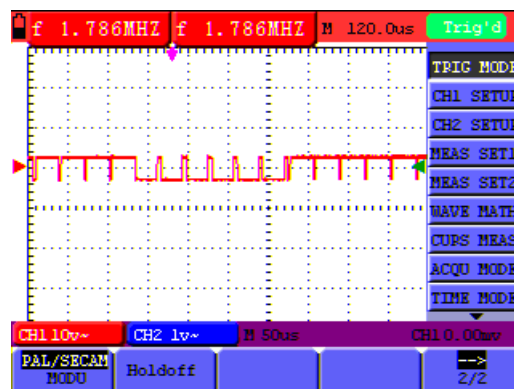 f 1.786MHZ f 1.786MHZ M 120.0us Trig'd
TRIG MODE
CH1 SETUP
CH2 SETUP
MEAS SET1
MEAS SET2
WAVE MATH
CURS MEAS
ACQU MODE
TIME MODE
CH1 10v~ CH2 1v~ M 50us CH1 0.00mv
PAL/SECAM
MODU
Holdoff
-->
2/2